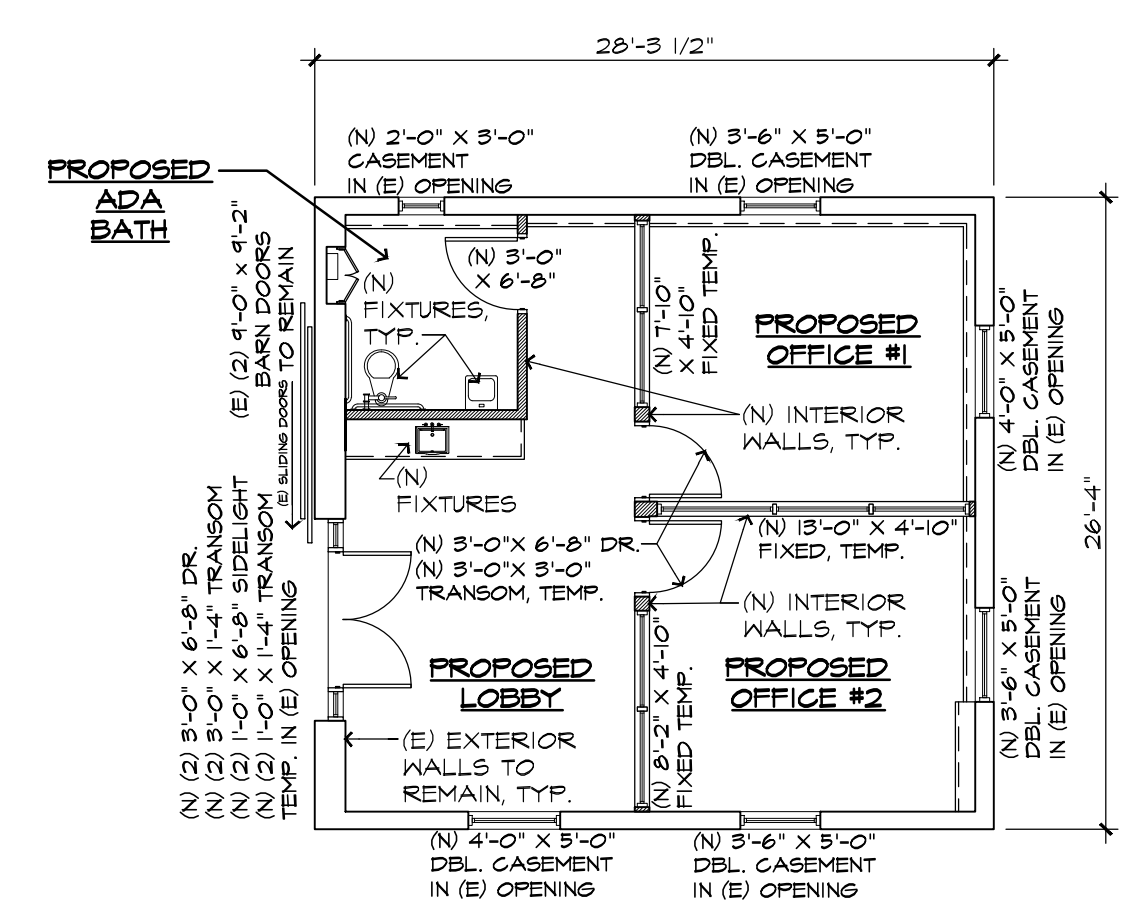 28'-3 1/2"
(N) 2'-0" X 3'-0"
CASEMENT
IN (E) OPENING
(N) 3'-6" X 5'-0"
DBL. CASEMENT
IN (E) OPENING
PROPOSED
ADA
BATH
(E) (2) 9'-0" X 9'-2"
BARN DOORS
TO REMAIN
(E) SLIDING DOORS
(N) 3'-0"
X 6'-8"
(N)
FIXTURES,
TYP.
(N) 7'-10"
X 4'-10"
FIXED TEMP.
PROPOSED
OFFICE #1
(N) 4'-0" X 5'-0"
DBL. CASEMENT
IN (E) OPENING
(N) INTERIOR
WALLS, TYP.
26'-4"
(N)
FIXTURES
(N) 3'-0"X 6'-8" DR.
(N) 3'-0"X 3'-0"
TRANSOM, TEMP.
(N) 13'-0" X 4'-10"
FIXED, TEMP.
(N) INTERIOR
WALLS, TYP.
(N) (2) 3'-0" X 6'-8" DR.
(N) (2) 3'-0" X 1'-4" TRANSOM
(N) (2) 1'-0" X 6'-8" SIDELIGHT
(N) (2) 1'-0" X 1'-4" TRANSOM
TEMP. IN (E) OPENING
PROPOSED
LOBBY
(N) 8'-2" X 4'-10"
FIXED TEMP.
PROPOSED
OFFICE #2
(N) 3'-6" X 5'-0"
DBL. CASEMENT
IN (E) OPENING
(E) EXTERIOR
WALLS TO
REMAIN, TYP.
(N) 4'-0" X 5'-0"
DBL. CASEMENT
IN (E) OPENING
(N) 3'-6" X 5'-0"
DBL. CASEMENT
IN (E) OPENING